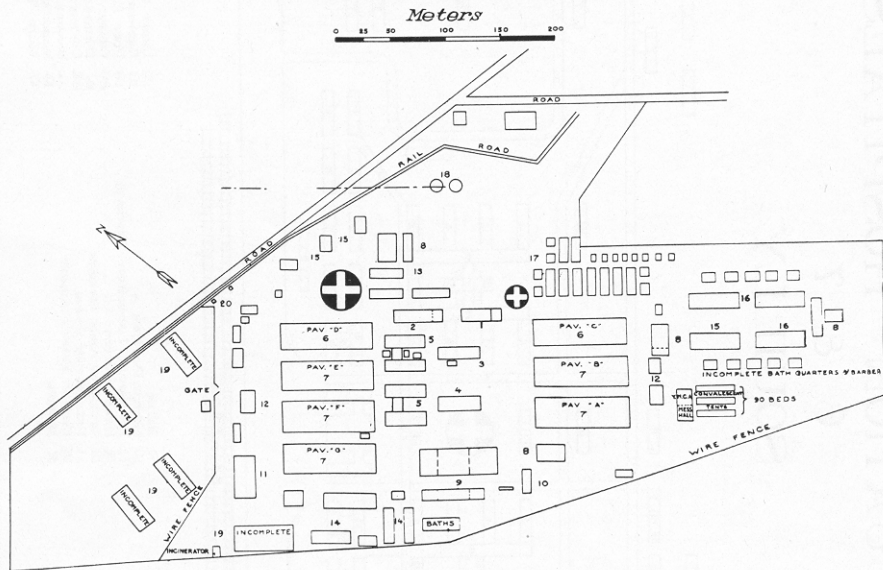 Meters
0 25 50 100 150 200
ROAD
RAIL ROAD
18
N
ROAD
15
15
8
13
17
20
2
1
16
PAV. "D"
6
5
PAV. "C"
6
8
15
16
8
INCOMPLETE
19
3
PAV. "E"
7
PAV. "B"
7
12
INCOMPLETE BATH QUARTERS & BARBER
GATE
INCOMPLETE
19
12
PAV. "F"
7
5
4
PAV. "A"
7
Y.M.C.A.
MESS HALL
CONVALESCENT
TENTS
90 BEDS
PAV. "G"
7
8
WIRE FENCE
INCOMPLETE
19
11
9
10
INCOMPLETE
WIRE FENCE
14
14
BATHS
19
INCOMPLETE
INCINERATOR